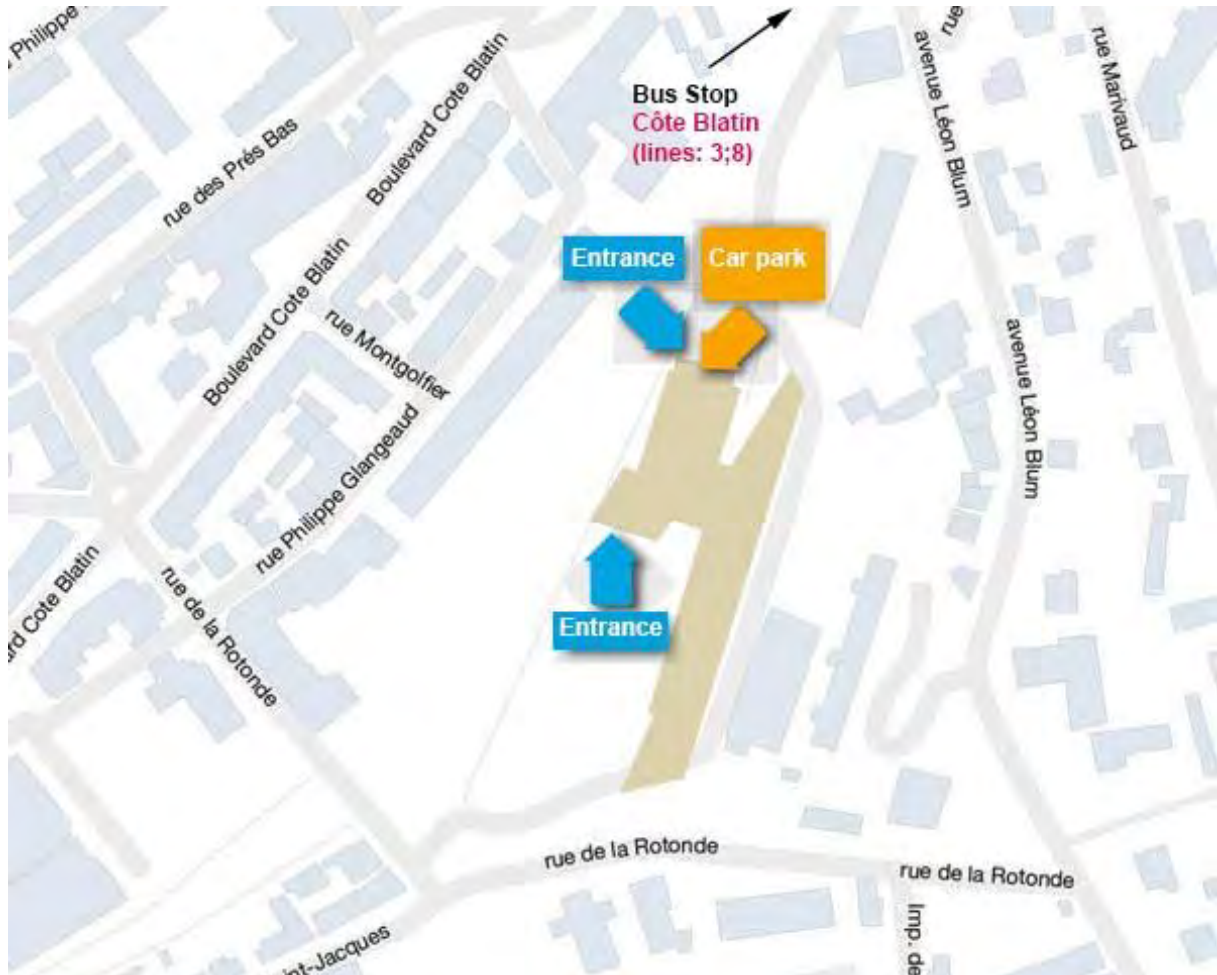 Philippe
rue des Prés Bas
Boulevard Cote Blatin
Bus Stop
Côte Blatin
(lines: 3;8)
avenue Léon Blum
rue
rue Marivaud
Entrance
Car park
Boulevard Cote Blatin
rue Montgolfier
rue Philippe Glangeaud
avenue Léon Blum
ard Cote Blatin
rue de la Rotonde
Entrance
rue de la Rotonde
rue de la Rotonde
Imp. de
int-Jacques